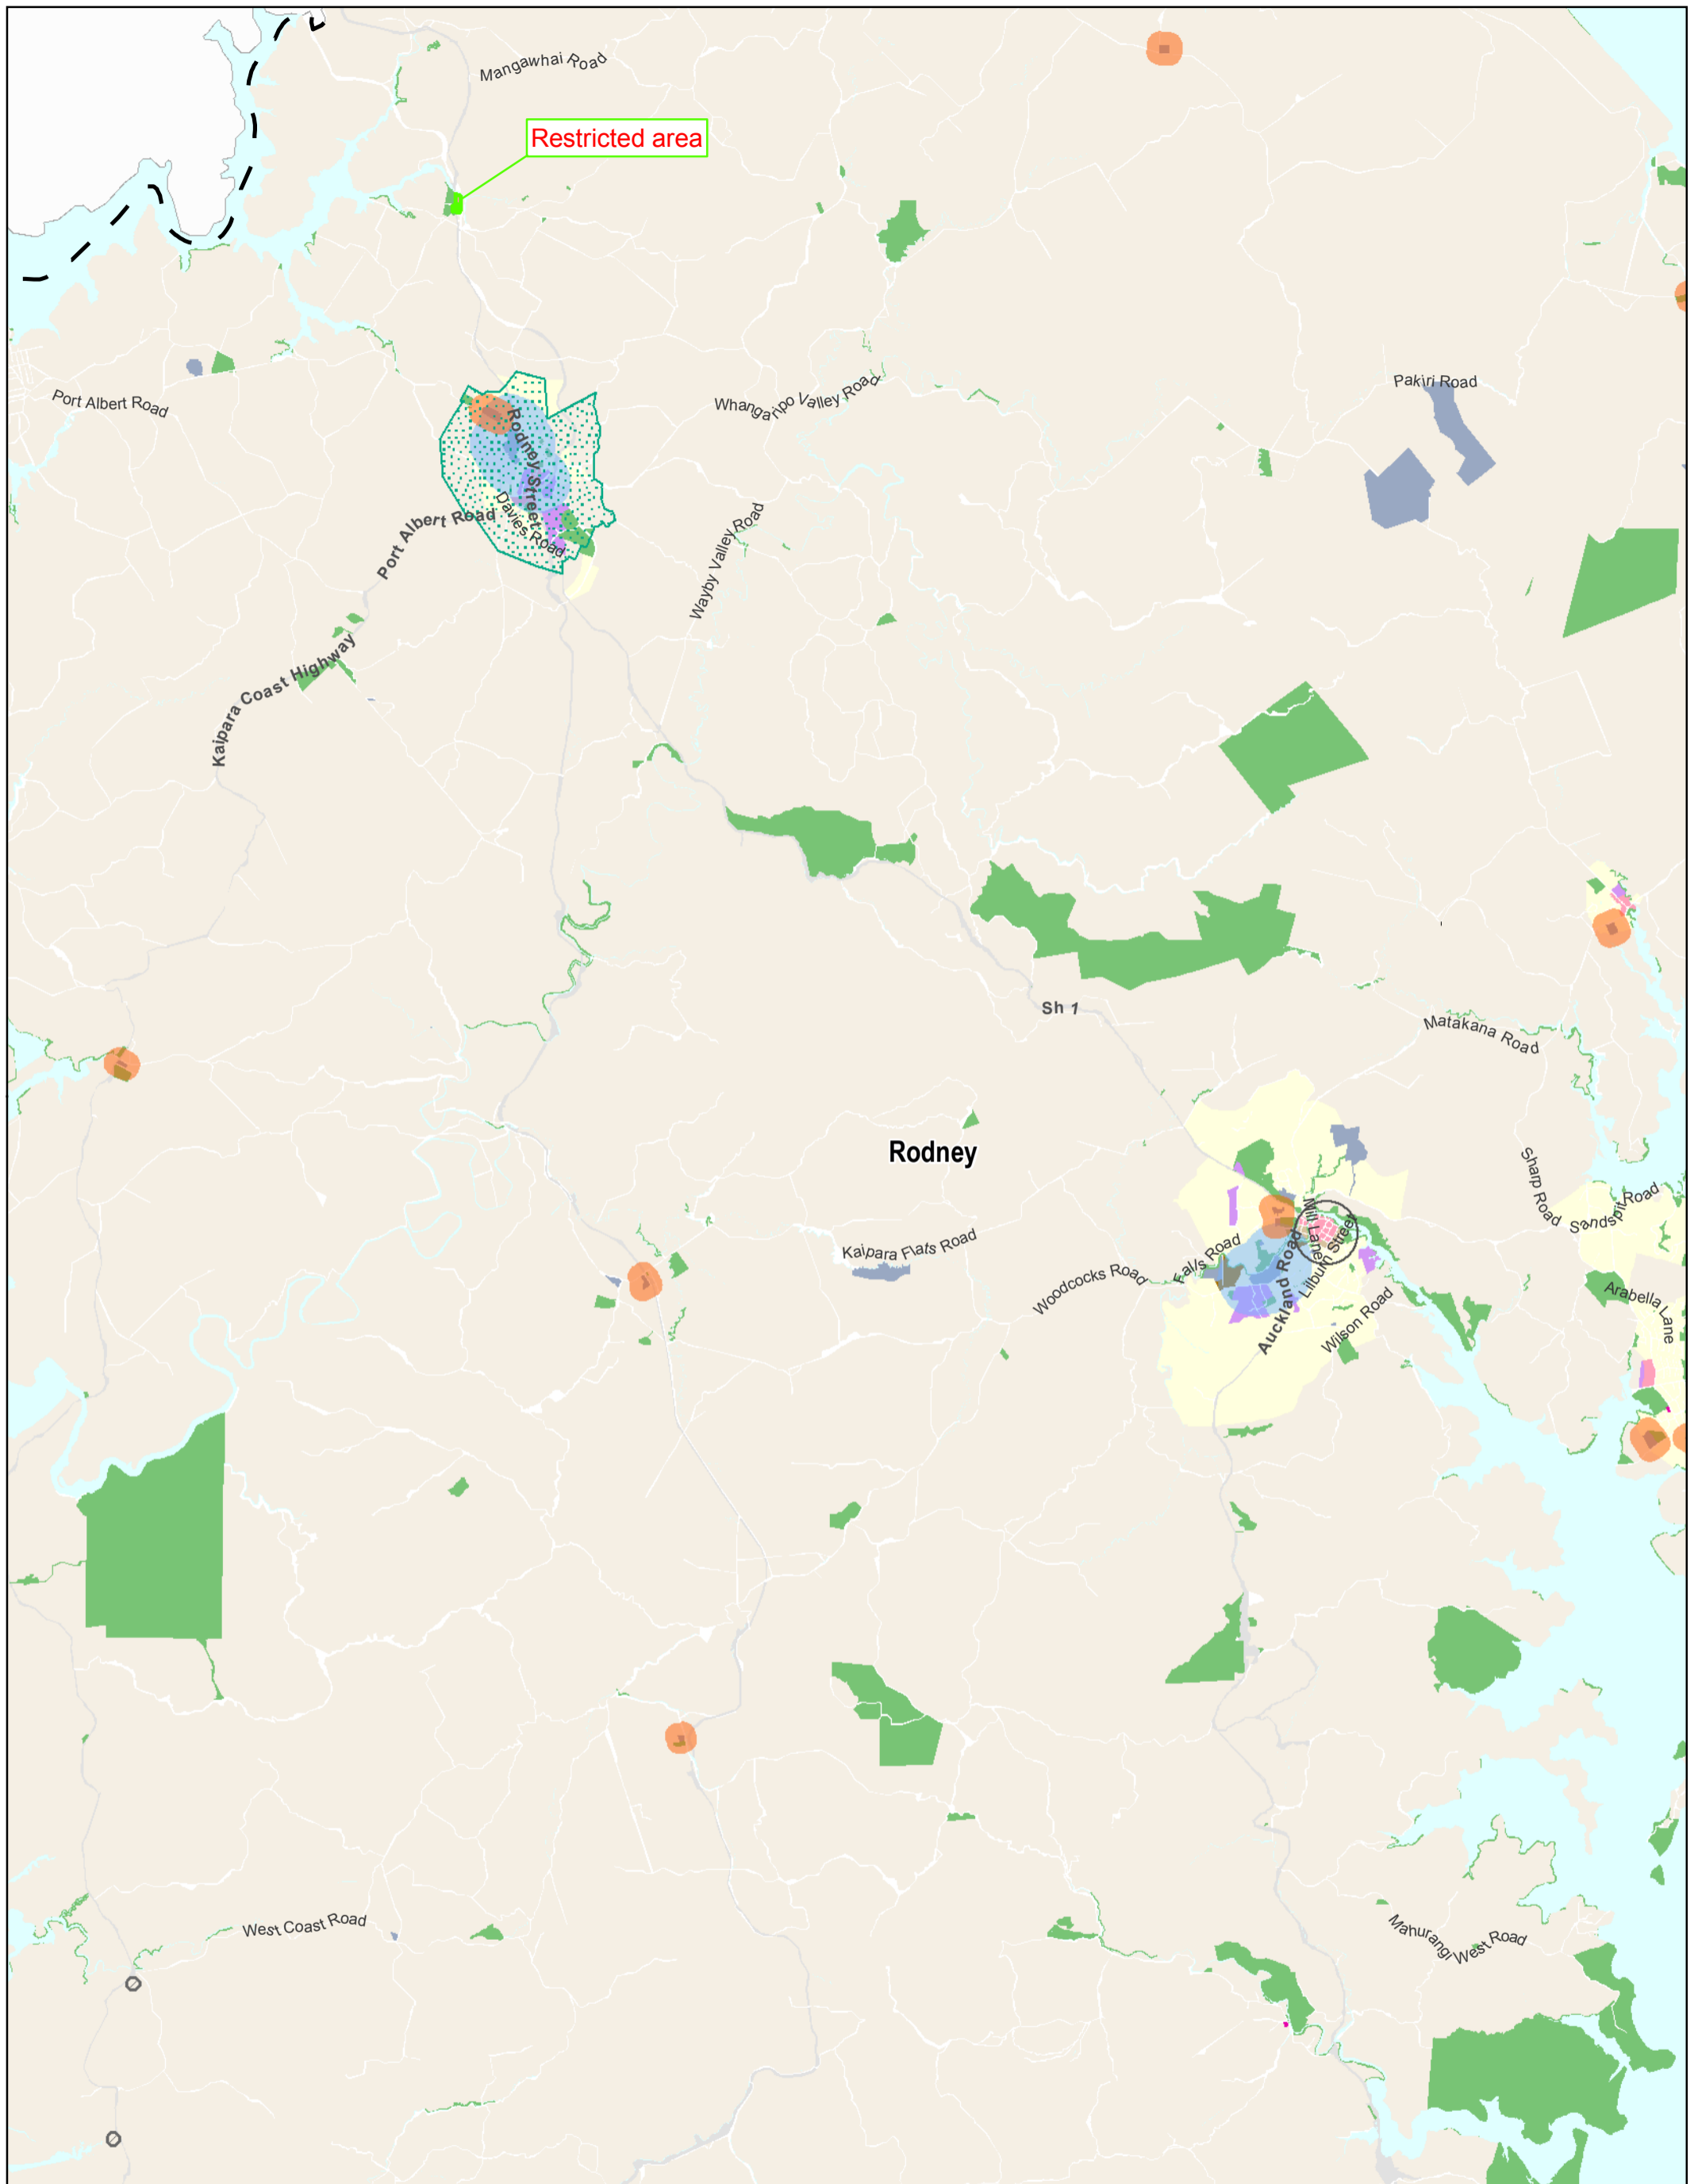 Mangawhai Road
Restricted area
Pakiri Road
Port Albert Road
Whangaripo Valley Road
Rodney Street
Davies Road
Port Albert Road
Wayby Valley Road
Kaipara Coast Highway
Sh 1
Matakana Road
Rodney
Sharp Road
Sandspit Road
Mill Lane
Lilburn Street
Falls Road
Kaipara Flats Road
Woodcocks Road
Auckland Road
Wilson Road
Arabella Lane
West Coast Road
Mahurangi West Road